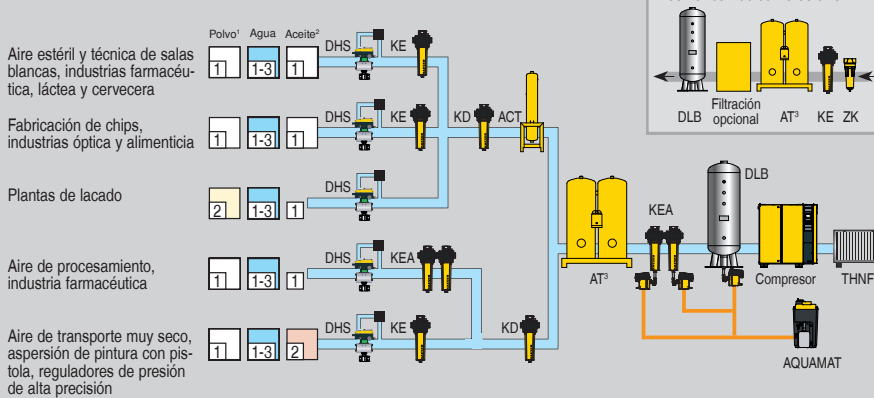 Polvo¹ Agua Aceite²
Aire estéril y técnica de salas
blancas, industrias farmacéu-
tica, láctea y cervecera
1 1-3 1
DHS KE
Fabricación de chips,
industrias óptica y alimenticia
1 1-3 1
DHS KE KD ACT
Plantas de lacado
2 1-3 1
DHS
Aire de procesamiento,
industria farmacéutica
1 1-3 1
DHS KEA
Aire de transporte muy seco,
aspersión de pintura con pis-
tola, reguladores de presión
de alta precisión
1 1-3 2
DHS KE KD
AT³
KEA
DLB
Compresor
THNF
AQUAMAT
DLB
Filtración
opcional
AT³
KE
ZK